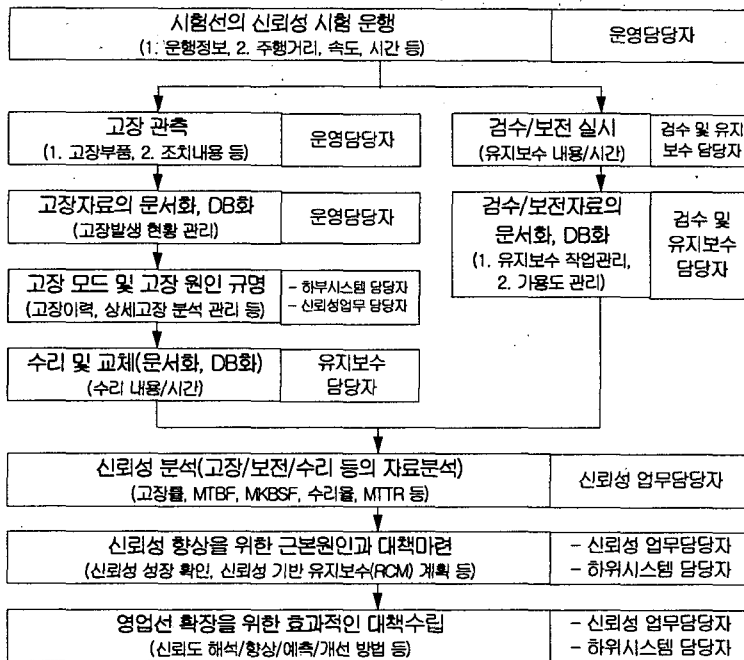 시험선의 신뢰성 시험 운행
(1. 운행정보, 2. 주행거리, 속도, 시간 등)
운영담당자
고장 관측
(1. 고장부품, 2. 조치내용 등)
운영담당자
검수/보전 실시
(유지보수 내용/시간)
검수 및 유지
보수 담당자
고장자료의 문서화, DB화
(고장발생 현황 관리)
운영담당자
검수/보전자료의
문서화, DB화
(1. 유지보수 작업관리,
2. 가용도 관리)
검수 및
유지보수
담당자
고장 모드 및 고장 원인 규명
(고장이력, 상세고장 분석 관리 등)
- 하부시스템 담당자
- 신뢰성업무 담당자
수리 및 교체(문서화, DB화)
(수리 내용/시간)
유지보수
담당자
신뢰성 분석(고장/보전/수리 등의 자료분석)
(고장률, MTBF, MKBSF, 수리율, MTTR 등)
신뢰성 업무담당자
신뢰성 향상을 위한 근본원인과 대책마련
(신뢰성 성장 확인, 신뢰성 기반 유지보수(RCM) 계획 등)
- 신뢰성 업무담당자
- 하위시스템 담당자
영업선 확장을 위한 효과적인 대책수립
(신뢰도 해석/향상/예측/개선 방법 등)
- 신뢰성 업무담당자
- 하위시스템 담당자